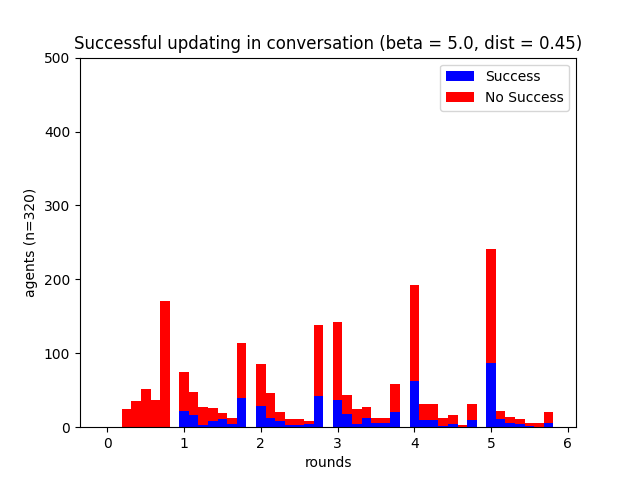 Successful updating in conversation (beta = 5.0, dist = 0.45)
500
400
300
200
100
0
agents (n=320)
Success
No Success
0 1 2 3 4 5 6
rounds